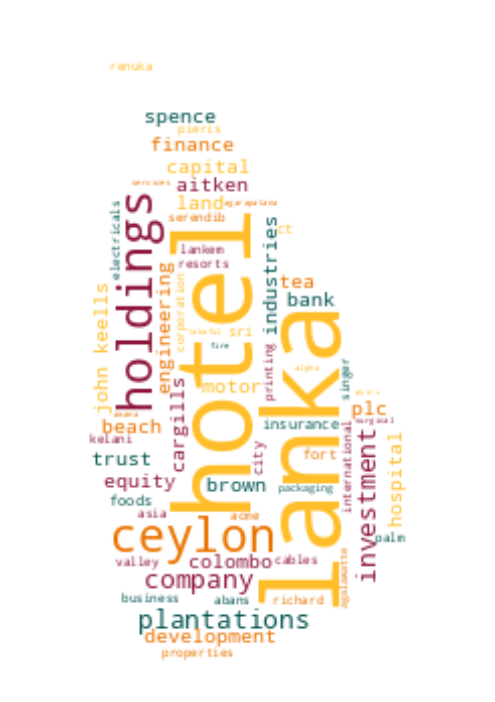 renuka
spence
pieris
finance
capital
services
aitken
land
agarapatana
serendib
electricals
holdings
hotel
ct
industries
lankem
resorts
engineering
corporation
tea
bank
john keells
sri
lanka
fire
printing
alpha
singer
motor
cargills
plc
beach
insurance
kelani
city
fort
international
surgical
investment
hospital
trust
equity
brown
packaging
foods
asia
acme
ceylon
palm
valley
colombo
cables
company
agalawatte
business
abans
richard
plantations
development
properties